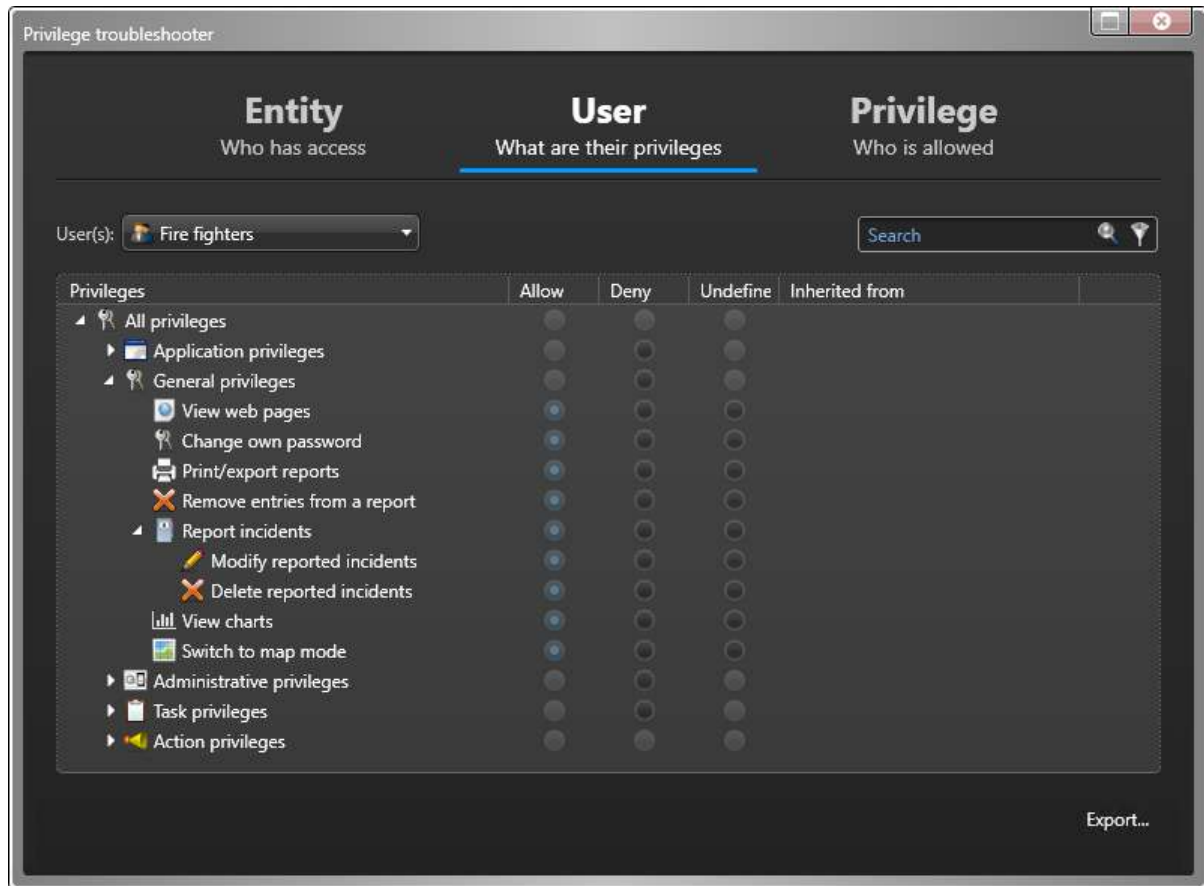 Privilege troubleshooter
Entity User Privilege
Who has access What are their privileges Who is allowed
User(s): Fire fighters Search
Privileges Allow Deny Undefine Inherited from
All privileges
Application privileges
General privileges
View web pages
Change own password
Print/export reports
Remove entries from a report
Report incidents
Modify reported incidents
Delete reported incidents
View charts
Switch to map mode
Administrative privileges
Task privileges
Action privileges
Export...